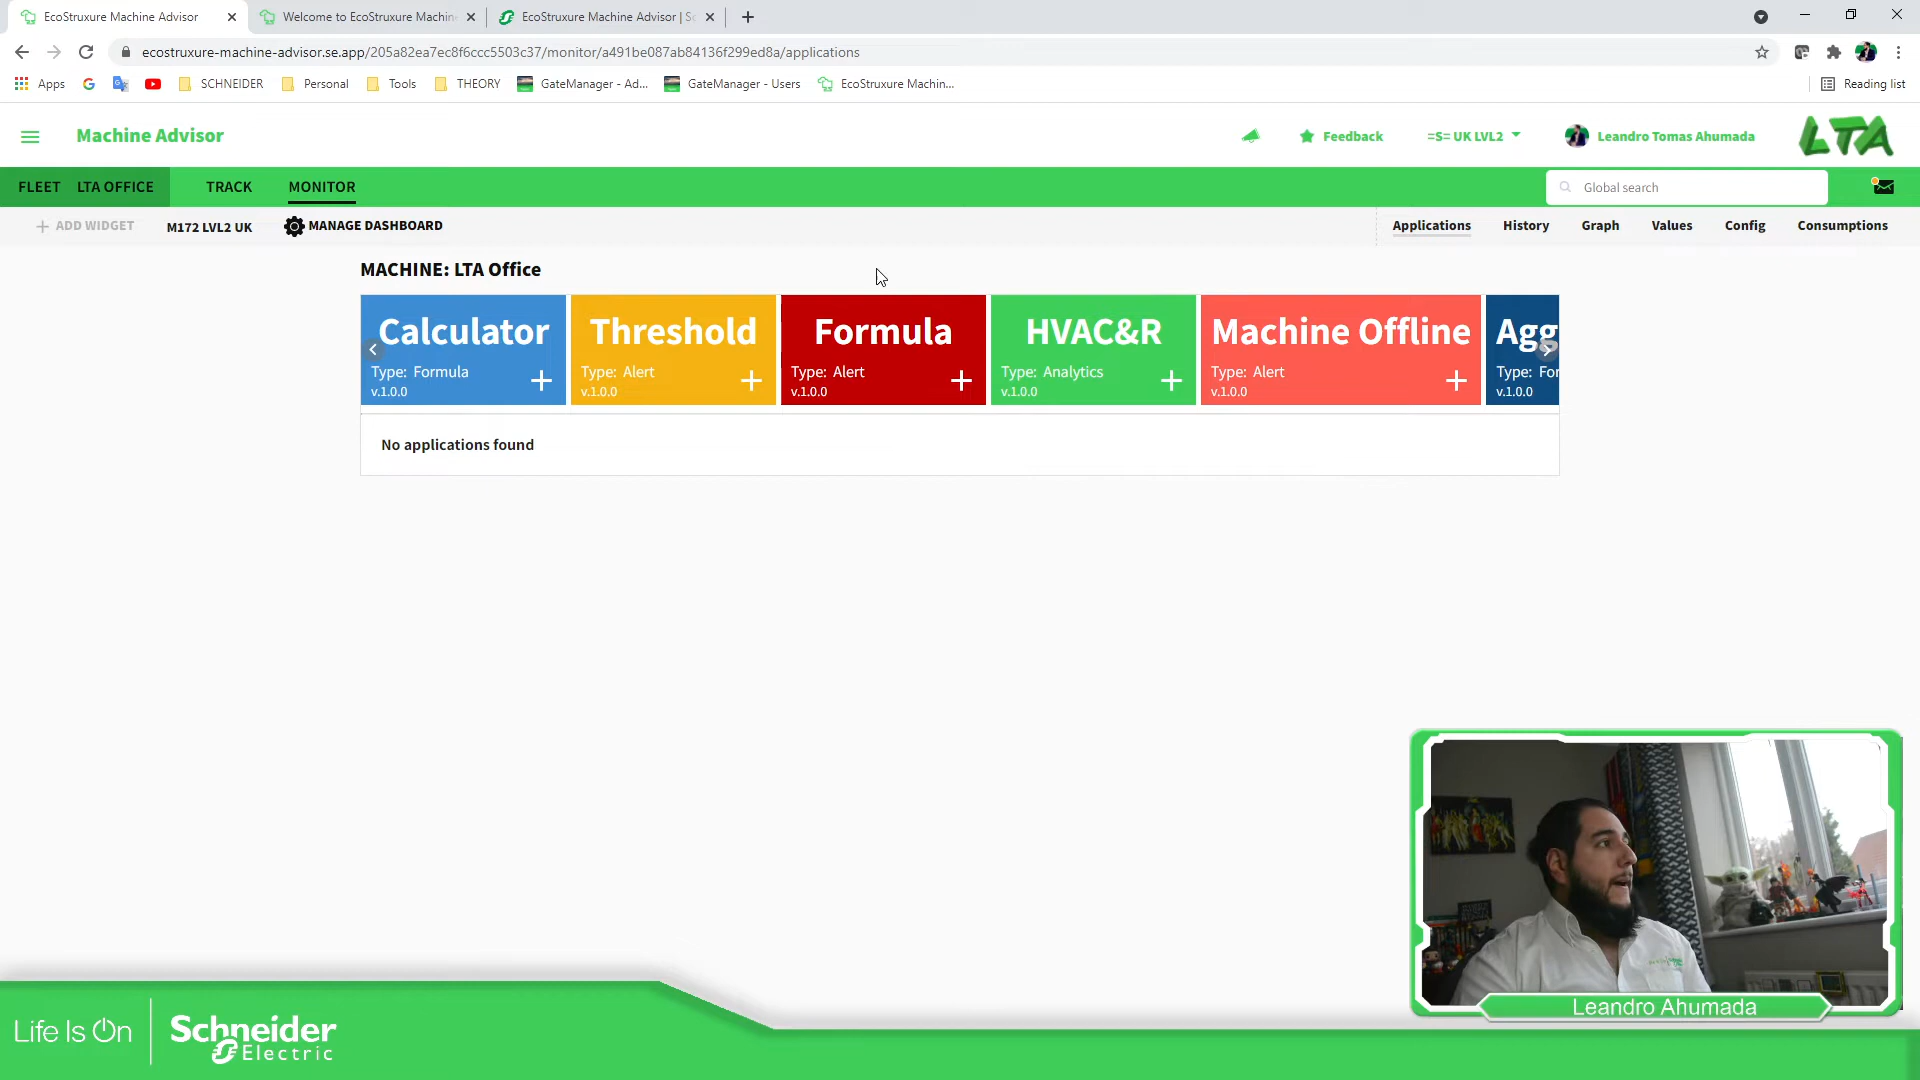 EcoStruxure Machine Advisor
Welcome to EcoStruxure Machine
EcoStruxure Machine Advisor | Sc
ecostruxure-machine-advisor.se.app/205a82ea7ec8f6ccc5503c37/monitor/a491be087ab84136f299ed8a/applications
Apps
SCHNEIDER
Personal
Tools
THEORY
GateManager - Ad...
GateManager - Users
EcoStruxure Machin...
Reading list
Machine Advisor
Feedback
=S= UK LVL2
Leandro Tomas Ahumada
LTA
FLEET
LTA OFFICE
TRACK
MONITOR
Global search
ADD WIDGET
M172 LVL2 UK
MANAGE DASHBOARD
Applications
History
Graph
Values
Config
Consumptions
MACHINE: LTA Office
Calculator
Type: Formula
v.1.0.0
Threshold
Type: Alert
v.1.0.0
Formula
Type: Alert
v.1.0.0
HVAC&R
Type: Analytics
v.1.0.0
Machine Offline
Type: Alert
v.1.0.0
Agg
Type: For
v.1.0.0
No applications found
Leandro Ahumada
Life Is On
Schneider
Electric